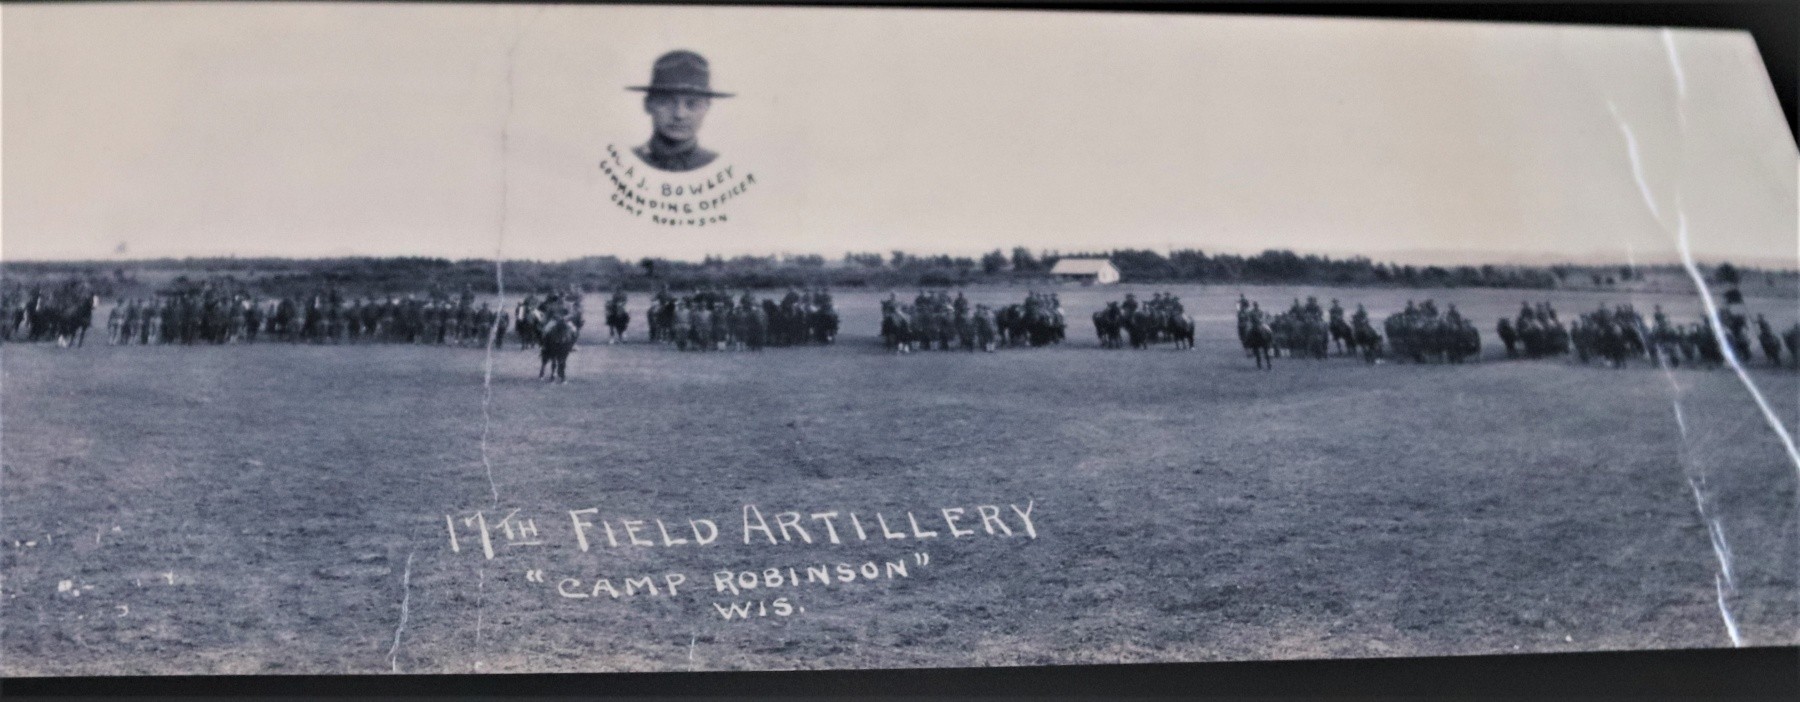 COL. A.J. BOWLEY
COMMANDING OFFICER
CAMP ROBINSON
17TH FIELD ARTILLERY
"CAMP ROBINSON"
WIS.